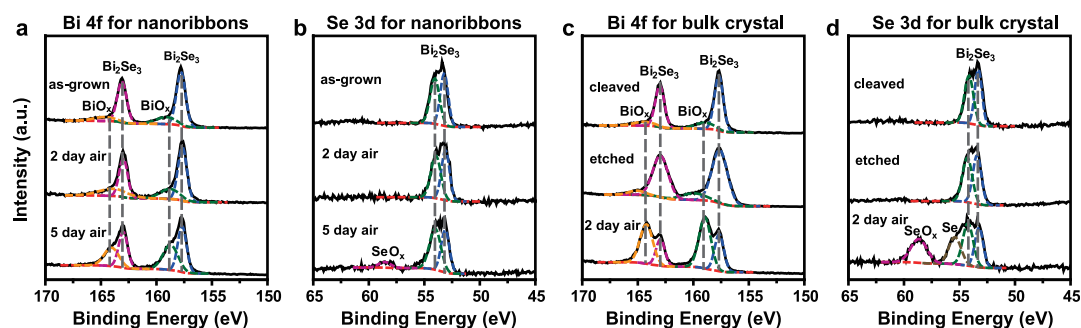 a Bi 4f for nanoribbons
Bi₂Se₃
Bi₂Se₃
as-grown
BiOₓ
BiOₓ
2 day air
5 day air
Intensity (a.u.)
170 165 160 155 150
Binding Energy (eV)
b Se 3d for nanoribbons
Bi₂Se₃
as-grown
2 day air
5 day air
SeOₓ
65 60 55 50 45
Binding Energy (eV)
c Bi 4f for bulk crystal
Bi₂Se₃
Bi₂Se₃
cleaved
BiOₓ
BiOₓ
etched
2 day air
170 165 160 155 150
Binding Energy (eV)
d Se 3d for bulk crystal
Bi₂Se₃
cleaved
etched
2 day air
SeOₓ
Se
65 60 55 50 45
Binding Energy (eV)